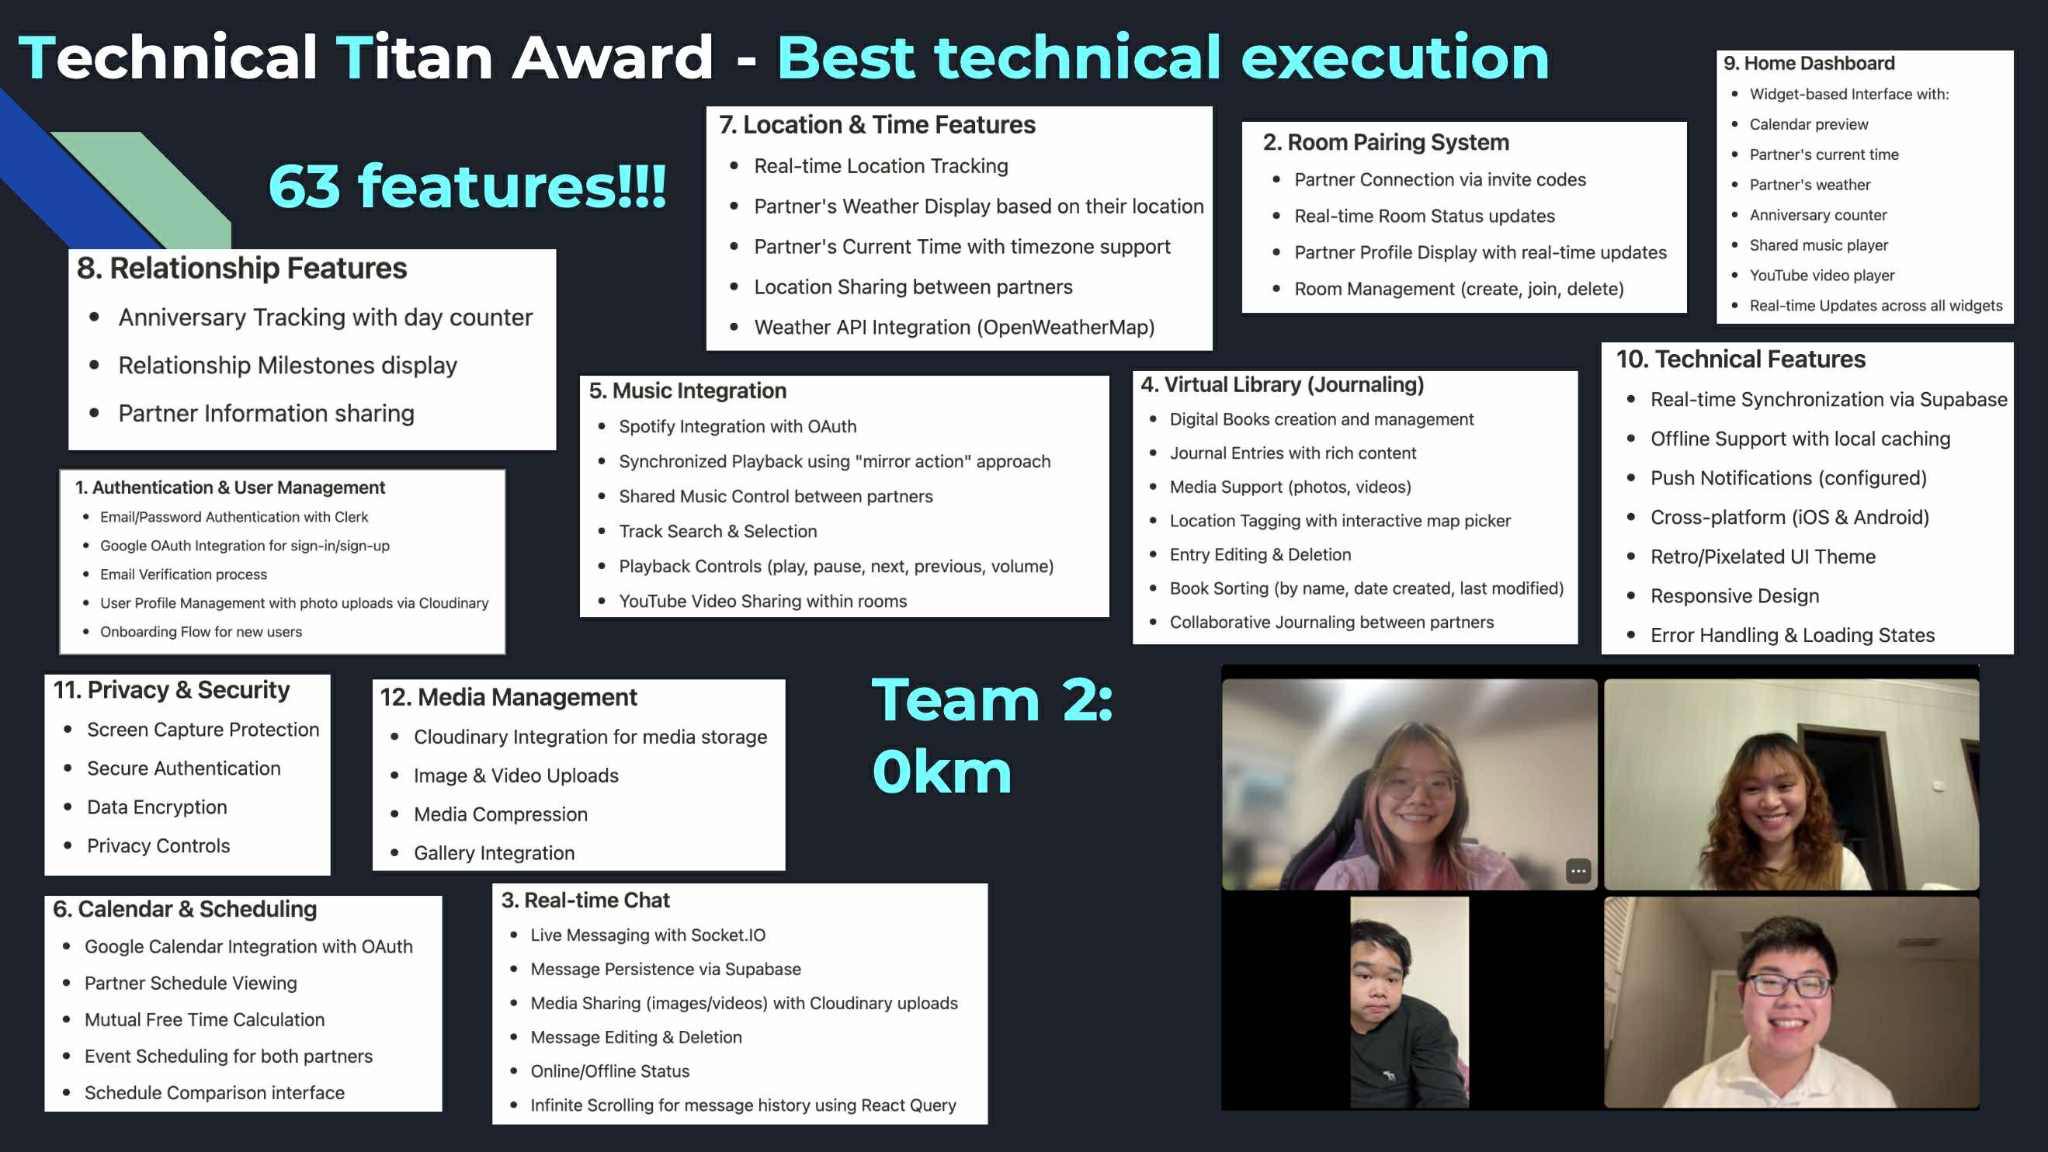 Technical Titan Award - Best technical execution
63 features!!!
8. Relationship Features
Anniversary Tracking with day counter
Relationship Milestones display
Partner Information sharing
7. Location & Time Features
Real-time Location Tracking
Partner's Weather Display based on their location
Partner's Current Time with timezone support
Location Sharing between partners
Weather API Integration (OpenWeatherMap)
2. Room Pairing System
Partner Connection via invite codes
Real-time Room Status updates
Partner Profile Display with real-time updates
Room Management (create, join, delete)
9. Home Dashboard
Widget-based Interface with:
Calendar preview
Partner's current time
Partner's weather
Anniversary counter
Shared music player
YouTube video player
Real-time Updates across all widgets
1. Authentication & User Management
Email/Password Authentication with Clerk
Google OAuth Integration for sign-in/sign-up
Email Verification process
User Profile Management with photo uploads via Cloudinary
Onboarding Flow for new users
5. Music Integration
Spotify Integration with OAuth
Synchronized Playback using "mirror action" approach
Shared Music Control between partners
Track Search & Selection
Playback Controls (play, pause, next, previous, volume)
YouTube Video Sharing within rooms
4. Virtual Library (Journaling)
Digital Books creation and management
Journal Entries with rich content
Media Support (photos, videos)
Location Tagging with interactive map picker
Entry Editing & Deletion
Book Sorting (by name, date created, last modified)
Collaborative Journaling between partners
10. Technical Features
Real-time Synchronization via Supabase
Offline Support with local caching
Push Notifications (configured)
Cross-platform (iOS & Android)
Retro/Pixelated UI Theme
Responsive Design
Error Handling & Loading States
11. Privacy & Security
Screen Capture Protection
Secure Authentication
Data Encryption
Privacy Controls
12. Media Management
Cloudinary Integration for media storage
Image & Video Uploads
Media Compression
Gallery Integration
Team 2:
0km
6. Calendar & Scheduling
Google Calendar Integration with OAuth
Partner Schedule Viewing
Mutual Free Time Calculation
Event Scheduling for both partners
Schedule Comparison interface
3. Real-time Chat
Live Messaging with Socket.IO
Message Persistence via Supabase
Media Sharing (images/videos) with Cloudinary uploads
Message Editing & Deletion
Online/Offline Status
Infinite Scrolling for message history using React Query